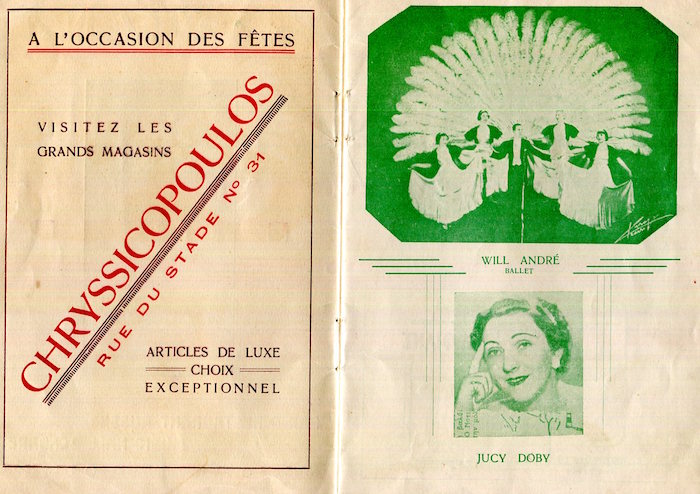 A L'OCCASION DES FÊTES
VISITEZ LES
GRANDS MAGASINS
CHRYSSICOPOULOS
RUE DU STADE Nº 31
ARTICLES DE LUXE
CHOIX
EXCEPTIONNEL
WILL ANDRÉ
BALLET
JUCY DOBY